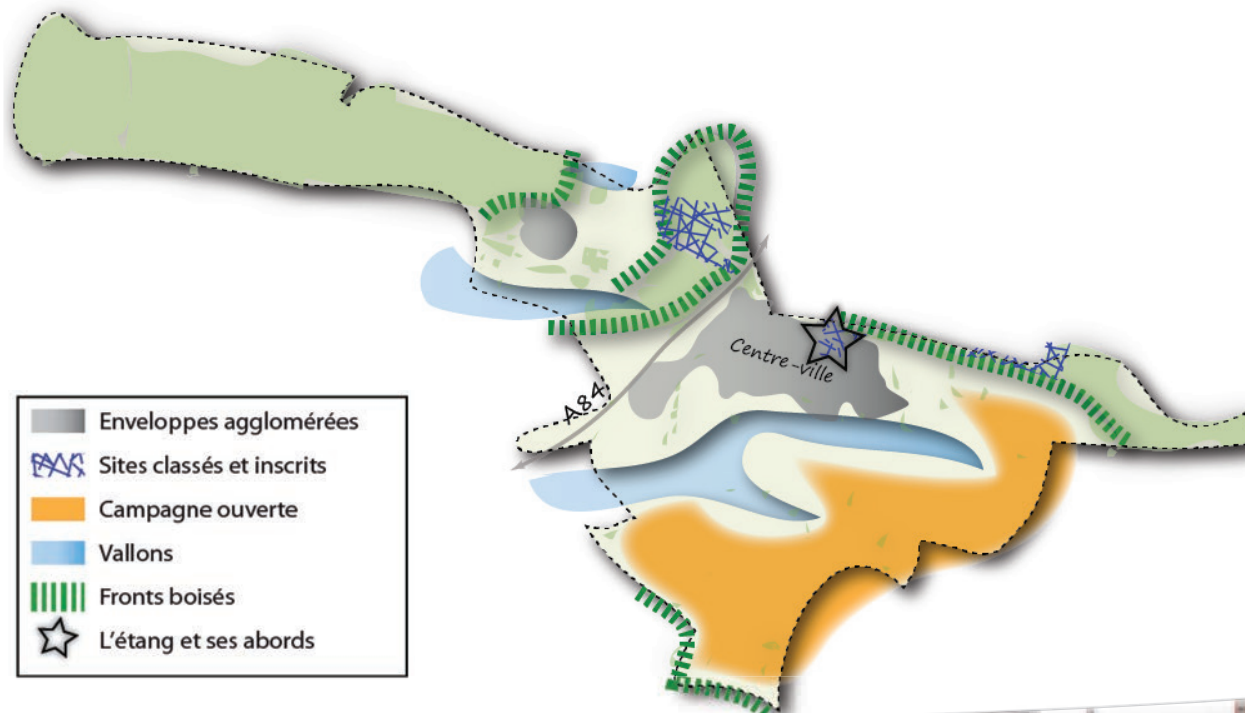 Centre-ville
A84
Enveloppes agglomérées
Sites classés et inscrits
Campagne ouverte
Vallons
Fronts boisés
L'étang et ses abords